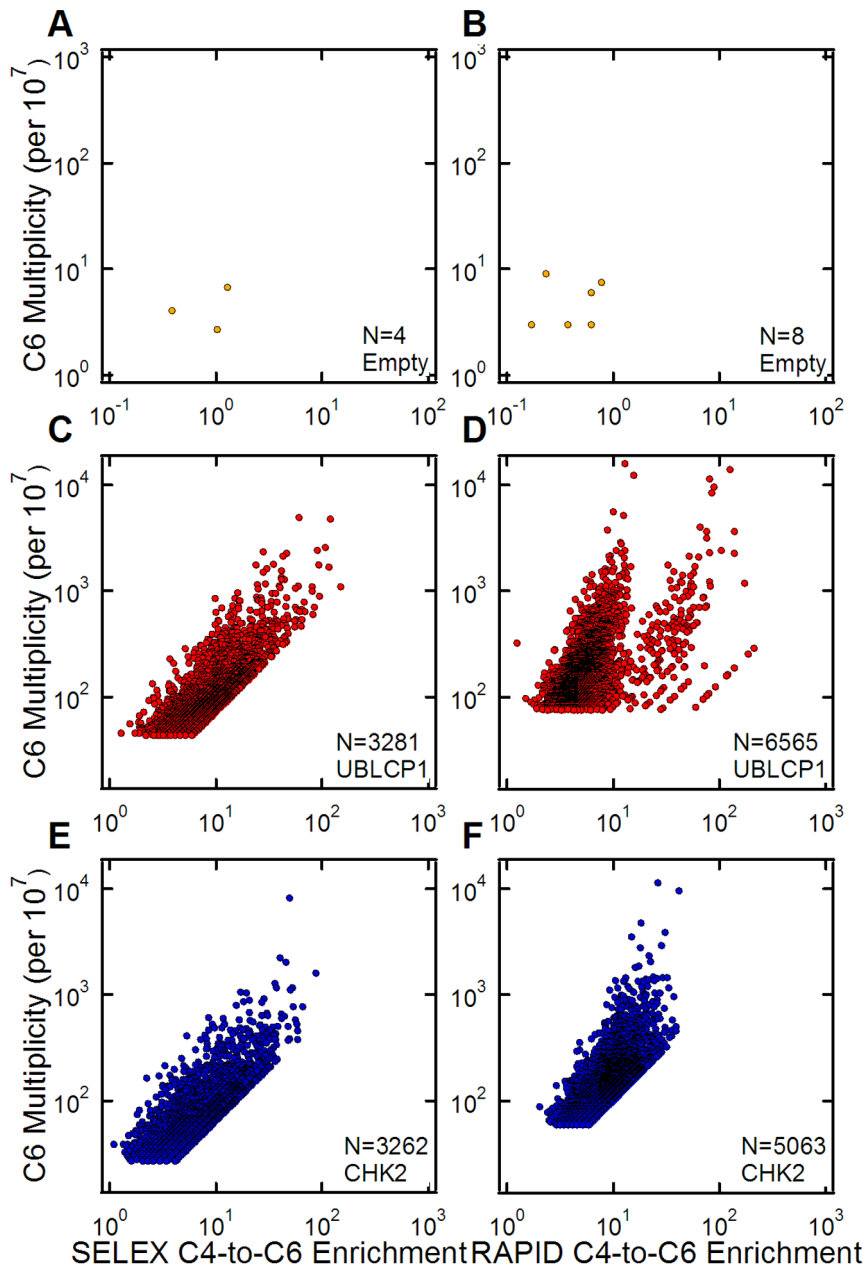 A
B
C6 Multiplicity (per 10^7)
10^3
10^2
10^1
10^0
10^3
10^2
10^1
10^0
N=4
Empty
N=8
Empty
10^-1 10^0 10^1 10^2
10^-1 10^0 10^1 10^2
C
D
C6 Multiplicity (per 10^7)
10^4
10^3
10^2
10^4
10^3
10^2
N=3281
UBLCP1
N=6565
UBLCP1
10^0 10^1 10^2 10^3
10^0 10^1 10^2 10^3
E
F
C6 Multiplicity (per 10^7)
10^4
10^3
10^2
10^4
10^3
10^2
N=3262
CHK2
N=5063
CHK2
10^0 10^1 10^2 10^3
10^0 10^1 10^2 10^3
SELEX C4-to-C6 Enrichment
RAPID C4-to-C6 Enrichment